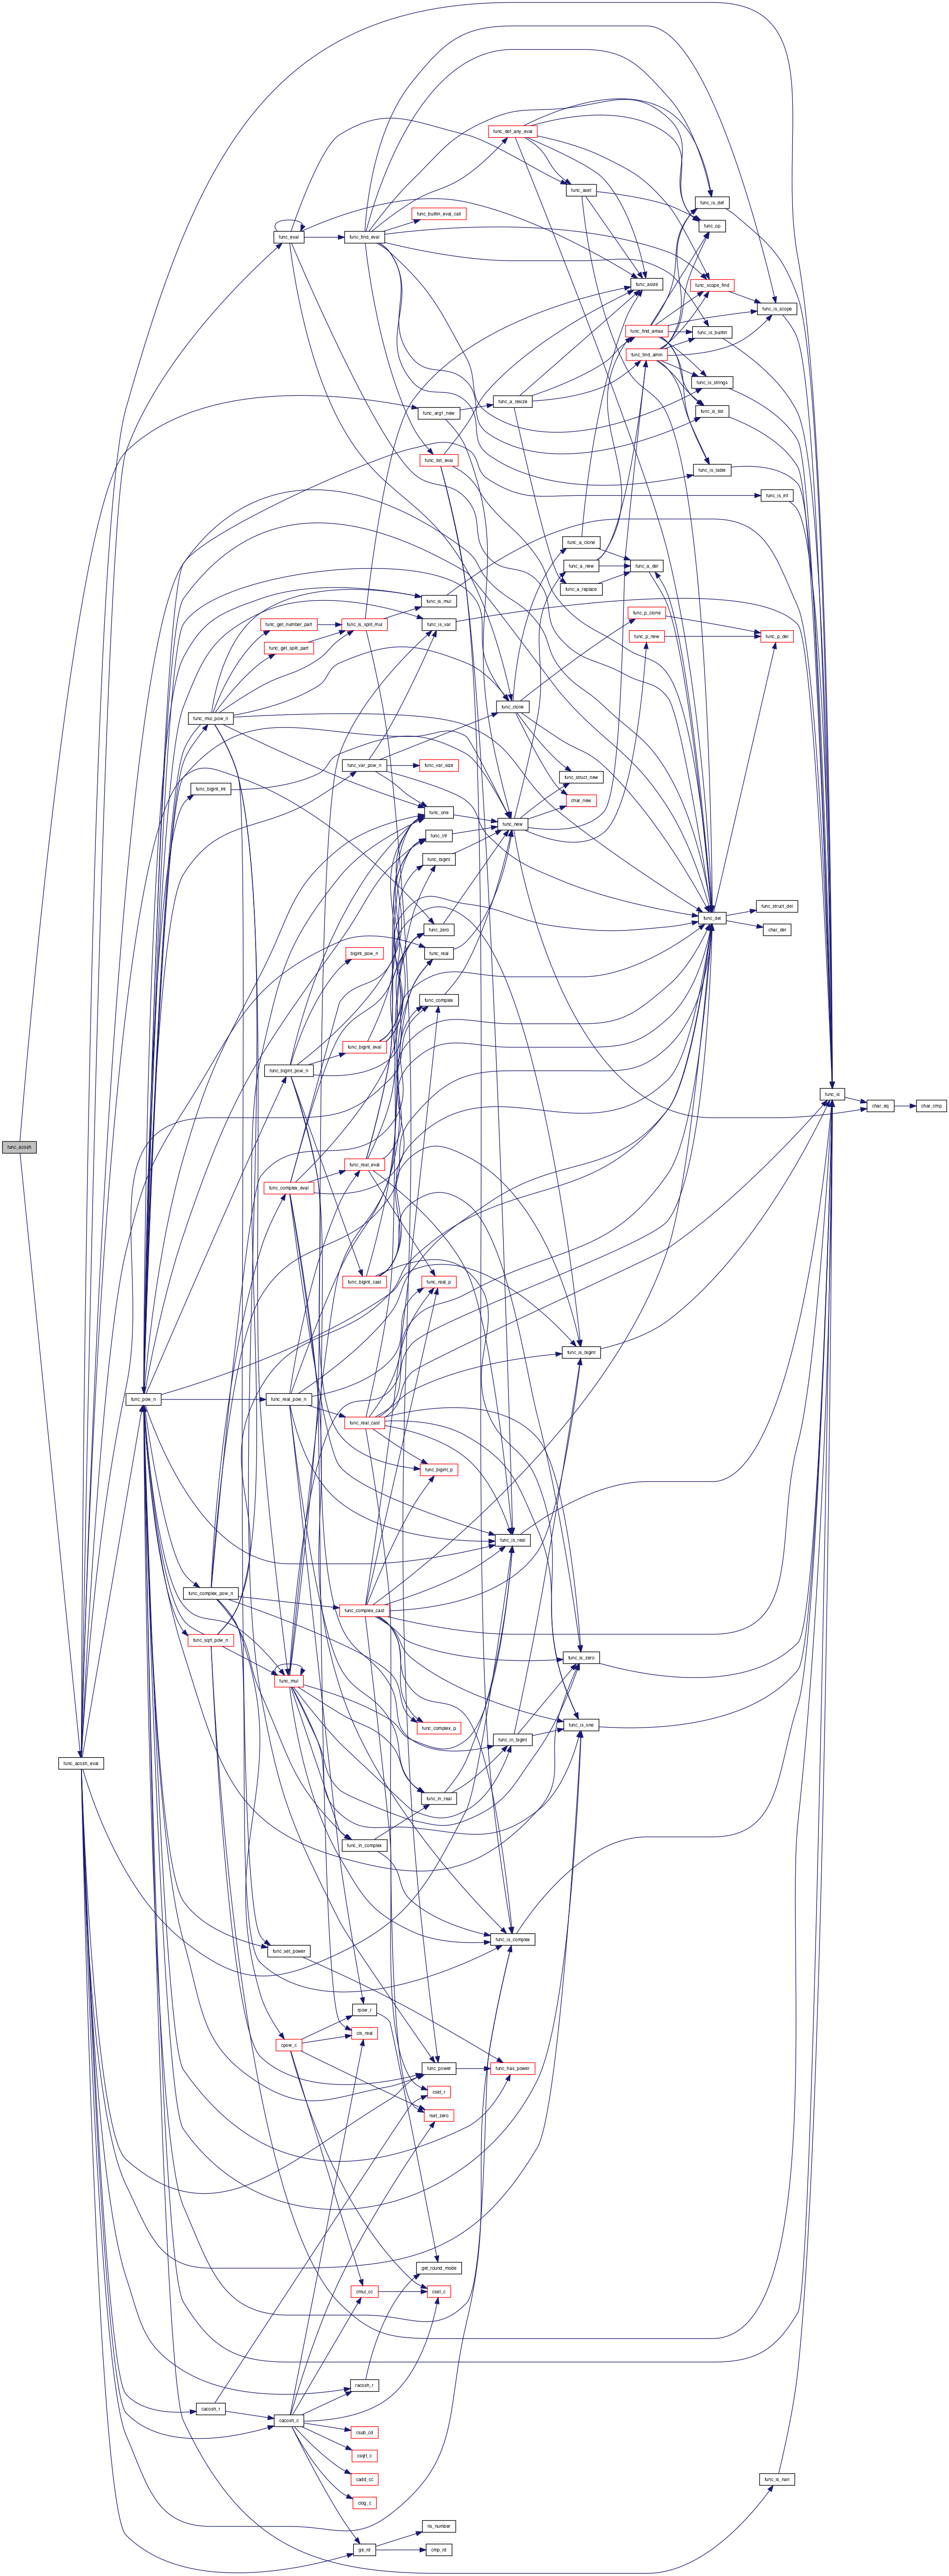 func_def_any_eval
func_aset
func_is_def
func_builtin_eval_call
func_op
func_eval
func_find_eval
func_asize
func_scope_find
func_is_scope
func_find_amax
func_is_builtin
func_find_amin
func_is_strings
func_a_resize
func_arg1_new
func_is_list
func_list_eval
func_is_table
func_is_int
func_a_clone
func_a_new
func_a_del
func_a_replace
func_is_mul
func_p_clone
func_get_number_part
func_is_split_mul
func_is_var
func_p_new
func_p_del
func_get_split_part
func_clone
func_mul_pow_n
func_var_pow_n
func_var_size
func_struct_new
func_bigint_int
char_new
func_one
func_new
func_int
func_bigint
func_struct_del
func_del
func_zero
char_del
bigint_pow_n
func_real
func_complex
func_bigint_eval
func_bigint_pow_n
func_is
char_eq
char_cmp
func_acosh
func_real_eval
func_complex_eval
func_bigint_cast
func_real_p
func_is_bigint
func_pow_n
func_real_pow_n
func_real_cast
func_bigint_p
func_is_real
func_complex_pow_n
func_complex_cast
func_sqrt_pow_n
func_is_zero
func_mul
func_is_one
func_complex_p
func_in_bigint
func_acosh_eval
func_in_real
func_in_complex
func_is_complex
func_set_power
rpow_r
cis_real
cpow_c
func_power
func_has_power
cset_r
rset_zero
get_round_mode
cmul_cc
cset_c
racosh_r
cacosh_r
cacosh_c
csub_cd
csqrt_c
cadd_cc
func_is_nan
clog_c
ris_number
ge_rd
cmp_rd